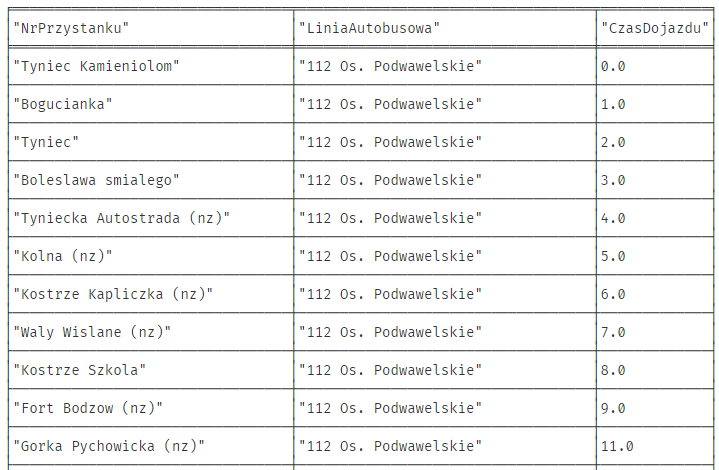 "NrPrzystanku" "LiniaAutobusowa" "CzasDojazdu"
"Tyniec Kamieniolom" "112 Os. Podwawelskie" 0.0
"Bogucianka" "112 Os. Podwawelskie" 1.0
"Tyniec" "112 Os. Podwawelskie" 2.0
"Boleslawa smialego" "112 Os. Podwawelskie" 3.0
"Tyniecka Autostrada (nz)" "112 Os. Podwawelskie" 4.0
"Kolna (nz)" "112 Os. Podwawelskie" 5.0
"Kostrze Kapliczka (nz)" "112 Os. Podwawelskie" 6.0
"Waly Wislane (nz)" "112 Os. Podwawelskie" 7.0
"Kostrze Szkola" "112 Os. Podwawelskie" 8.0
"Fort Bodzow (nz)" "112 Os. Podwawelskie" 9.0
"Gorka Pychowicka (nz)" "112 Os. Podwawelskie" 11.0